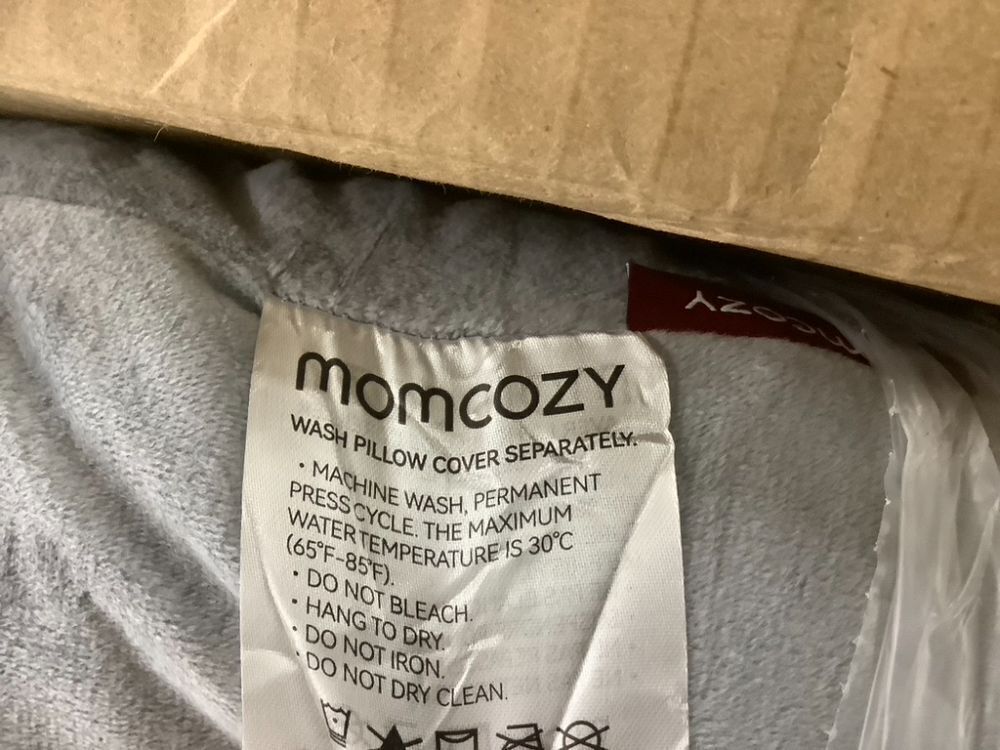 COZY
momcozy
WASH PILLOW COVER SEPARATELY.
• MACHINE WASH, PERMANENT
PRESS CYCLE. THE MAXIMUM
WATER TEMPERATURE IS 30°C
(65°F-85°F).
• DO NOT BLEACH.
• HANG TO DRY.
• DO NOT IRON.
• DO NOT DRY CLEAN.